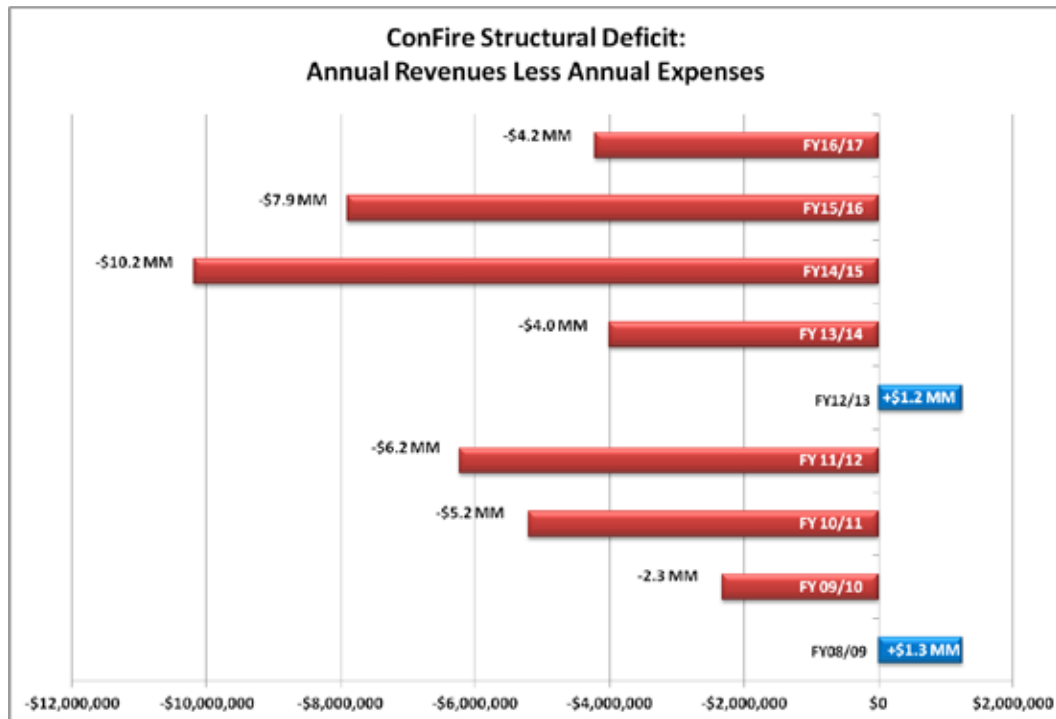 ConFire Structural Deficit:
Annual Revenues Less Annual Expenses
-$4.2 MM FY16/17
-$7.9 MM FY15/16
-$10.2 MM FY14/15
-$4.0 MM FY 13/14
FY12/13 +$1.2 MM
-$6.2 MM FY 11/12
-$5.2 MM FY 10/11
-2.3 MM FY 09/10
FY08/09 +$1.3 MM
-$12,000,000 -$10,000,000 -$8,000,000 -$6,000,000 -$4,000,000 -$2,000,000 $0 $2,000,000